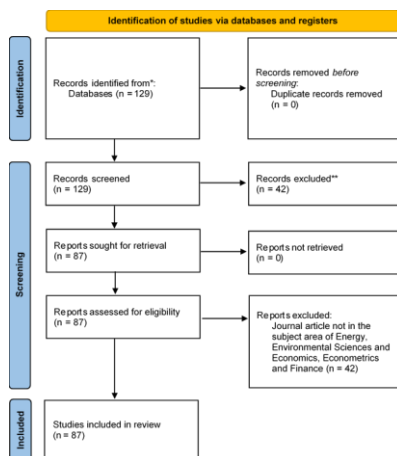 Identification of studies via databases and registers
Identification
Records identified from*:
Databases (n = 129)
Records removed before
screening:
Duplicate records removed
(n = 0)
Screening
Records screened
(n = 129)
Records excluded**
(n = 42)
Reports sought for retrieval
(n = 87)
Reports not retrieved
(n = 0)
Reports assessed for eligibility
(n = 87)
Reports excluded:
Journal article not in the
subject area of Energy,
Environmental Sciences and
Economics, Econometrics
and Finance (n = 42)
Included
Studies included in review
(n = 87)